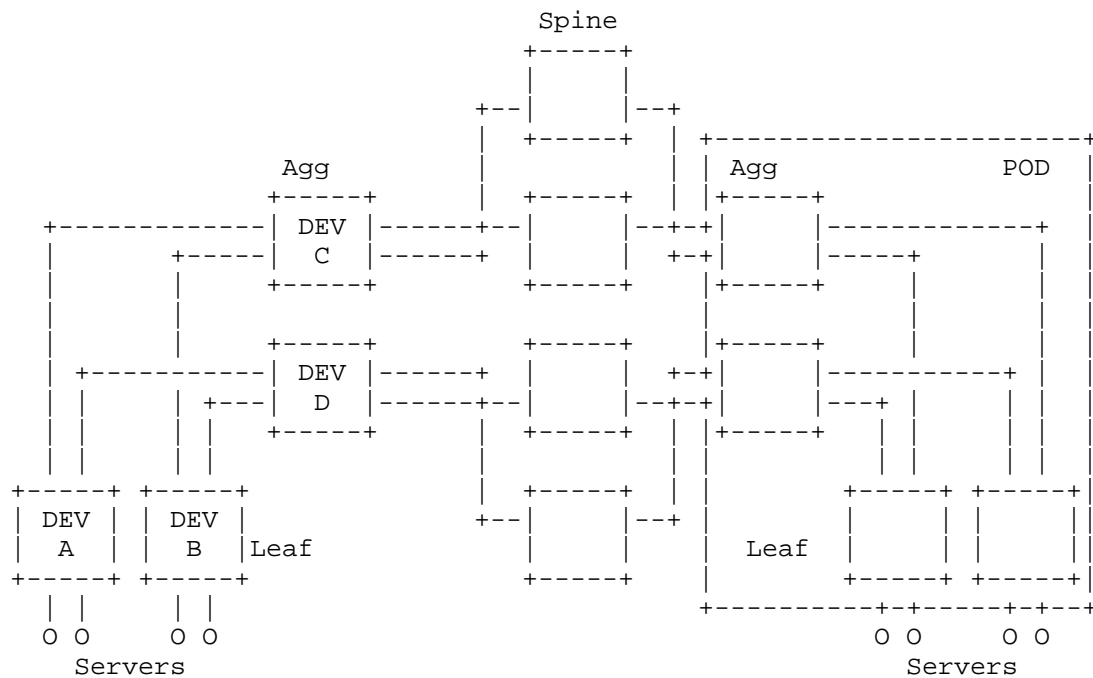 Spine
Agg
Agg POD
DEV
C
DEV
D
DEV DEV
A B Leaf Leaf
O O O O O O O O
Servers Servers